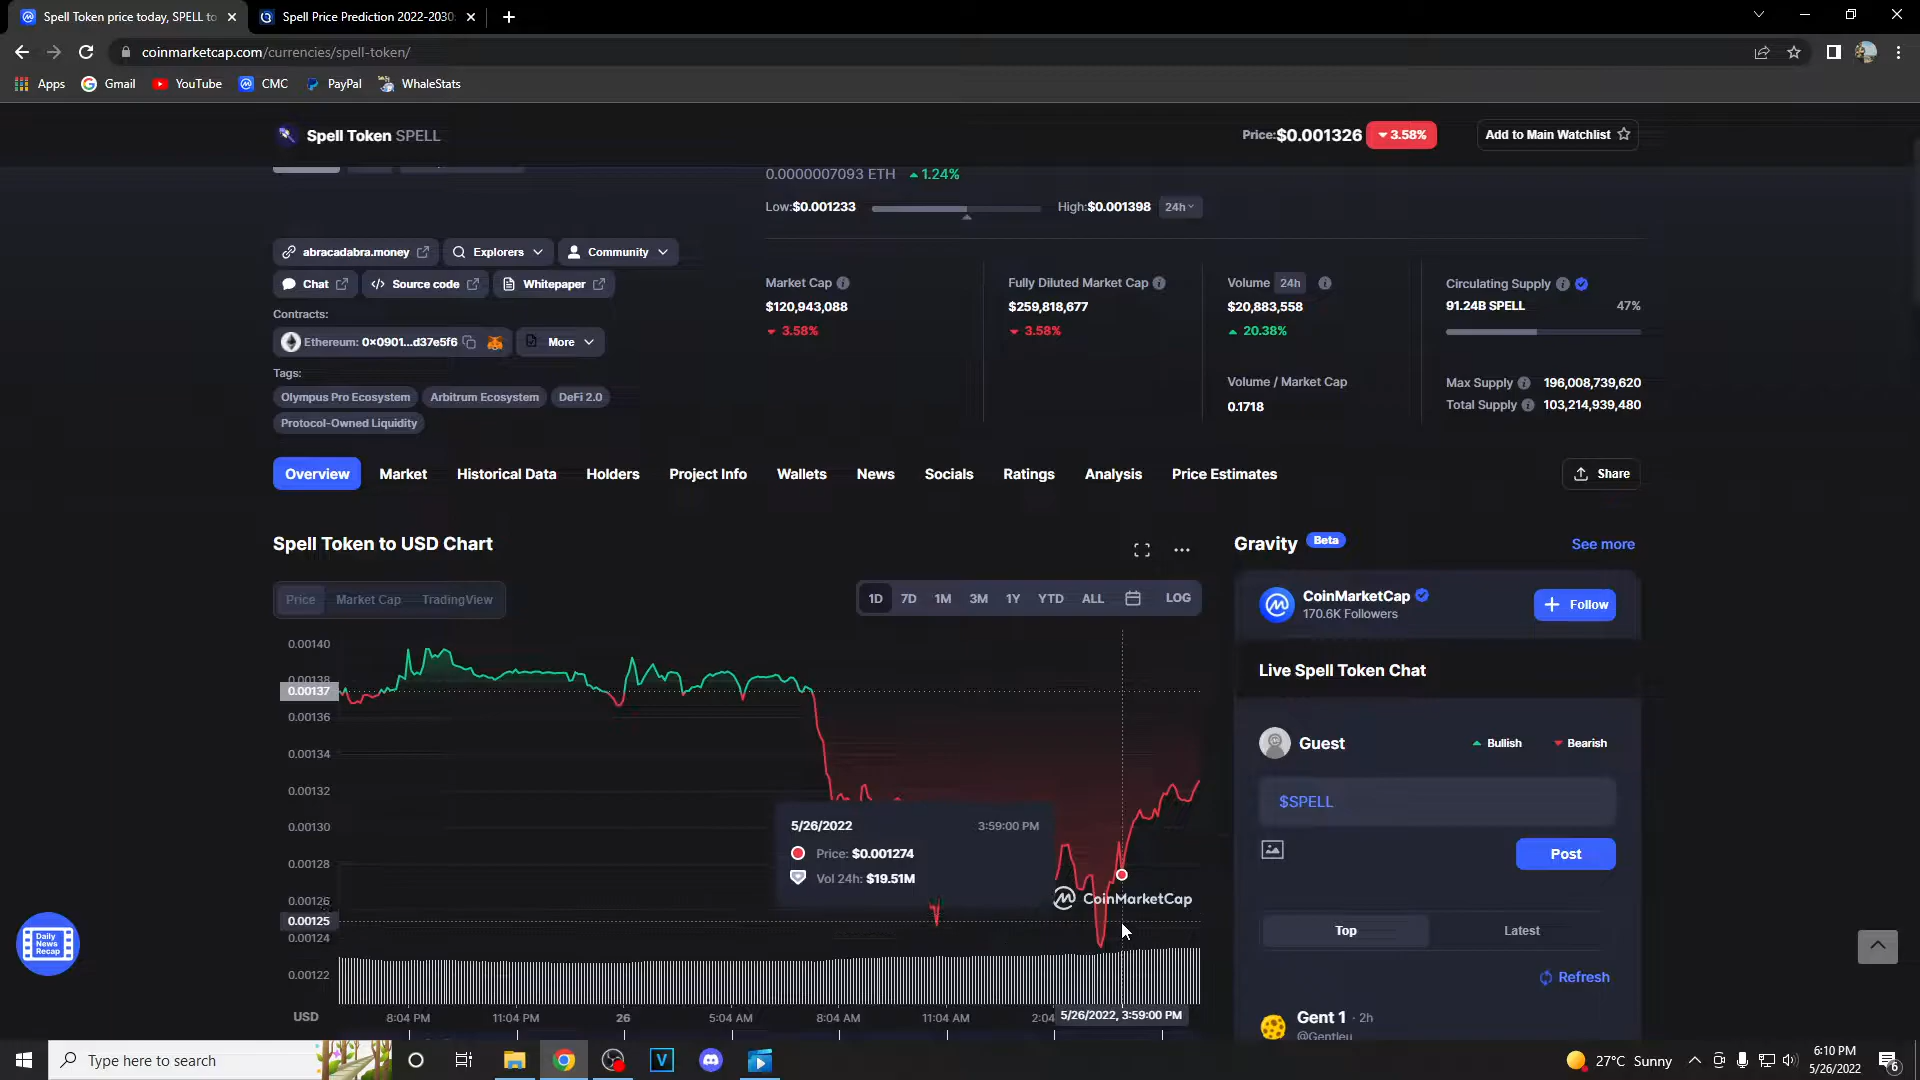 Spell Token price today, SPELL to
Spell Price Prediction 2022-2030:
coinmarketcap.com/currencies/spell-token/
Apps
Gmail
YouTube
CMC
PayPal
WhaleStats
Spell Token SPELL
Price:$0.001326
3.58%
Add to Main Watchlist
0.0000007093 ETH
1.24%
Low:$0.001233
High:$0.001398
24h
abracadabra.money
Explorers
Community
Chat
Source code
Whitepaper
Contracts:
Ethereum: 0x0901...d37e5f6
More
Tags:
Olympus Pro Ecosystem
Arbitrum Ecosystem
DeFi 2.0
Protocol-Owned Liquidity
Market Cap
$120,943,088
3.58%
Fully Diluted Market Cap
$259,818,677
3.58%
Volume 24h
$20,883,558
20.38%
Volume / Market Cap
0.1718
Circulating Supply
91.24B SPELL
47%
Max Supply 196,008,739,620
Total Supply 103,214,939,480
Overview
Market
Historical Data
Holders
Project Info
Wallets
News
Socials
Ratings
Analysis
Price Estimates
Share
Spell Token to USD Chart
Price
Market Cap
TradingView
1D
7D
1M
3M
1Y
YTD
ALL
LOG
0.00140
0.00138
0.00137
0.00136
0.00134
0.00132
0.00130
0.00128
0.00126
0.00125
0.00124
0.00122
5/26/2022
3:59:00 PM
Price: $0.001274
Vol 24h: $19.51M
CoinMarketCap
USD
8:04 PM
11:04 PM
26
5:04 AM
8:04 AM
11:04 AM
2:04
5/26/2022, 3:59:00 PM
Gravity
Beta
See more
CoinMarketCap
170.6K Followers
Follow
Live Spell Token Chat
Guest
Bullish
Bearish
$SPELL
Post
Top
Latest
Refresh
Gent 1 · 2h
@Gentleu
Daily
News
Recap
Type here to search
V
27°C Sunny
6:10 PM
5/26/2022
6